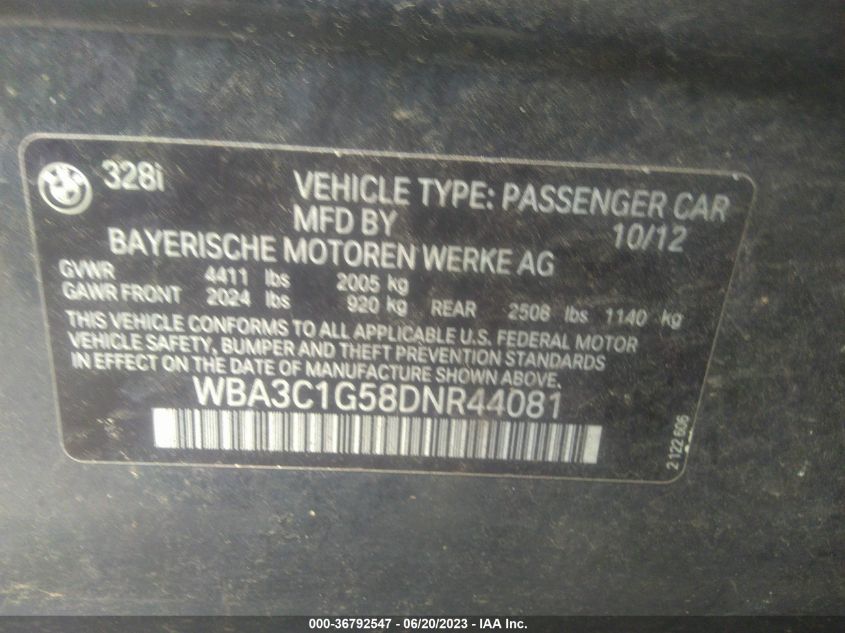 328i
VEHICLE TYPE: PASSENGER CAR
MFD BY
10/12
BAYERISCHE MOTOREN WERKE AG
GVWR 4411 lbs 2005 kg
GAWR FRONT 2024 lbs 920 kg REAR 2506 lbs 1140 kg
THIS VEHICLE CONFORMS TO ALL APPLICABLE U.S. FEDERAL MOTOR
VEHICLE SAFETY, BUMPER AND THEFT PREVENTION STANDARDS
IN EFFECT ON THE DATE OF MANUFACTURE SHOWN ABOVE.
WBA3C1G58DNR44081
2 122 606
000-36792547 - 06/20/2023 - IAA Inc.